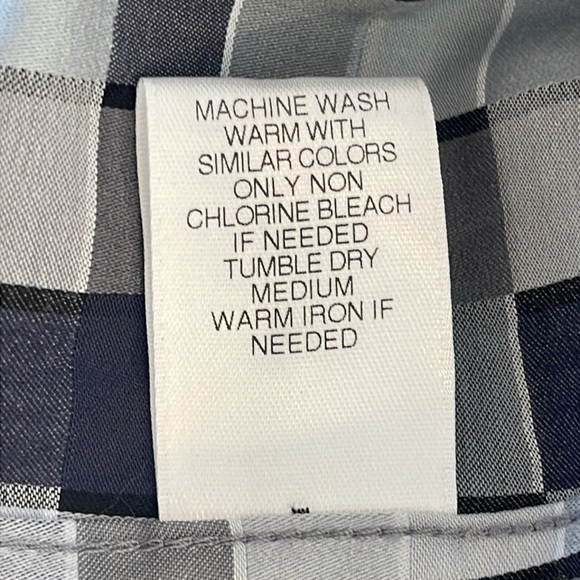 MACHINE WASH
WARM WITH
SIMILAR COLORS
ONLY NON
CHLORINE BLEACH
IF NEEDED
TUMBLE DRY
MEDIUM
WARM IRON IF
NEEDED